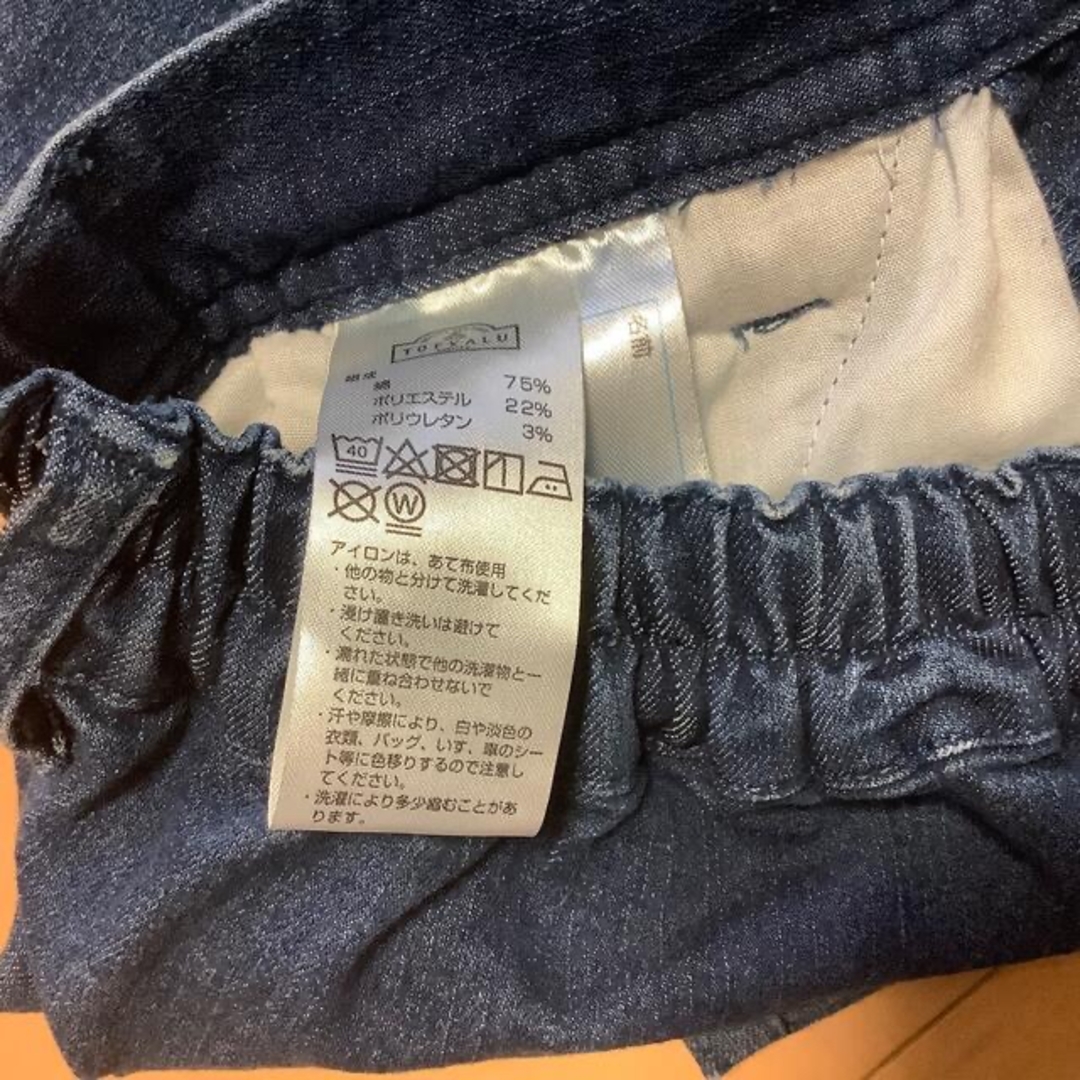 TOPVALU
組成
綿 75%
ポリエステル 22%
ポリウレタン 3%
名前
40
W
アイロンは、あて布使用
・他の物と分けて洗濯してくだ
さい。
・浸け置き洗いは避けて
ください。
・濡れた状態で他の洗濯物と一
緒に重ね合わせないで
ください。
・汗や摩擦により、白や淡色の
衣類、バッグ、いす、車のシー
ト等に色移りするので注意し
てください。
・洗濯により多少縮むことがあ
ります。